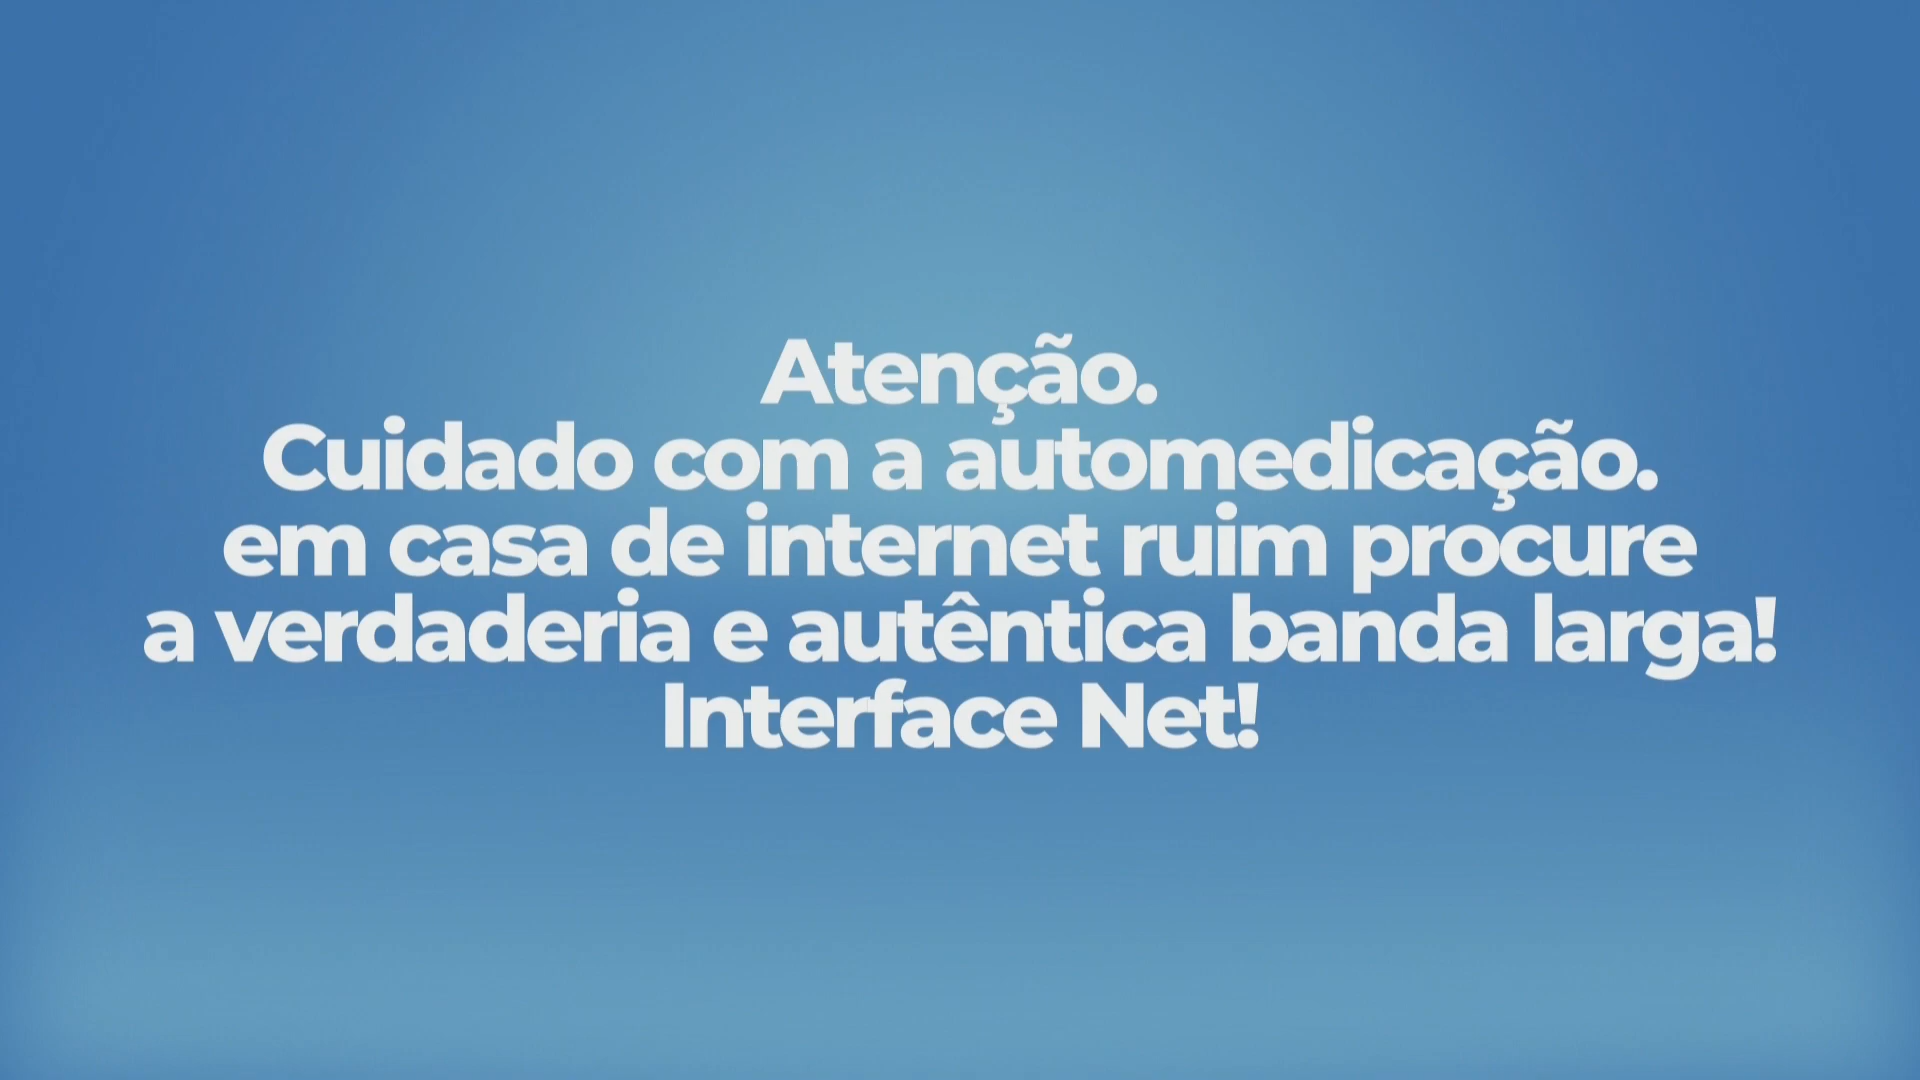 Atenção.
Cuidado com a automedicação.
em casa de internet ruim procure
a verdaderia e autêntica banda larga!
Interface Net!